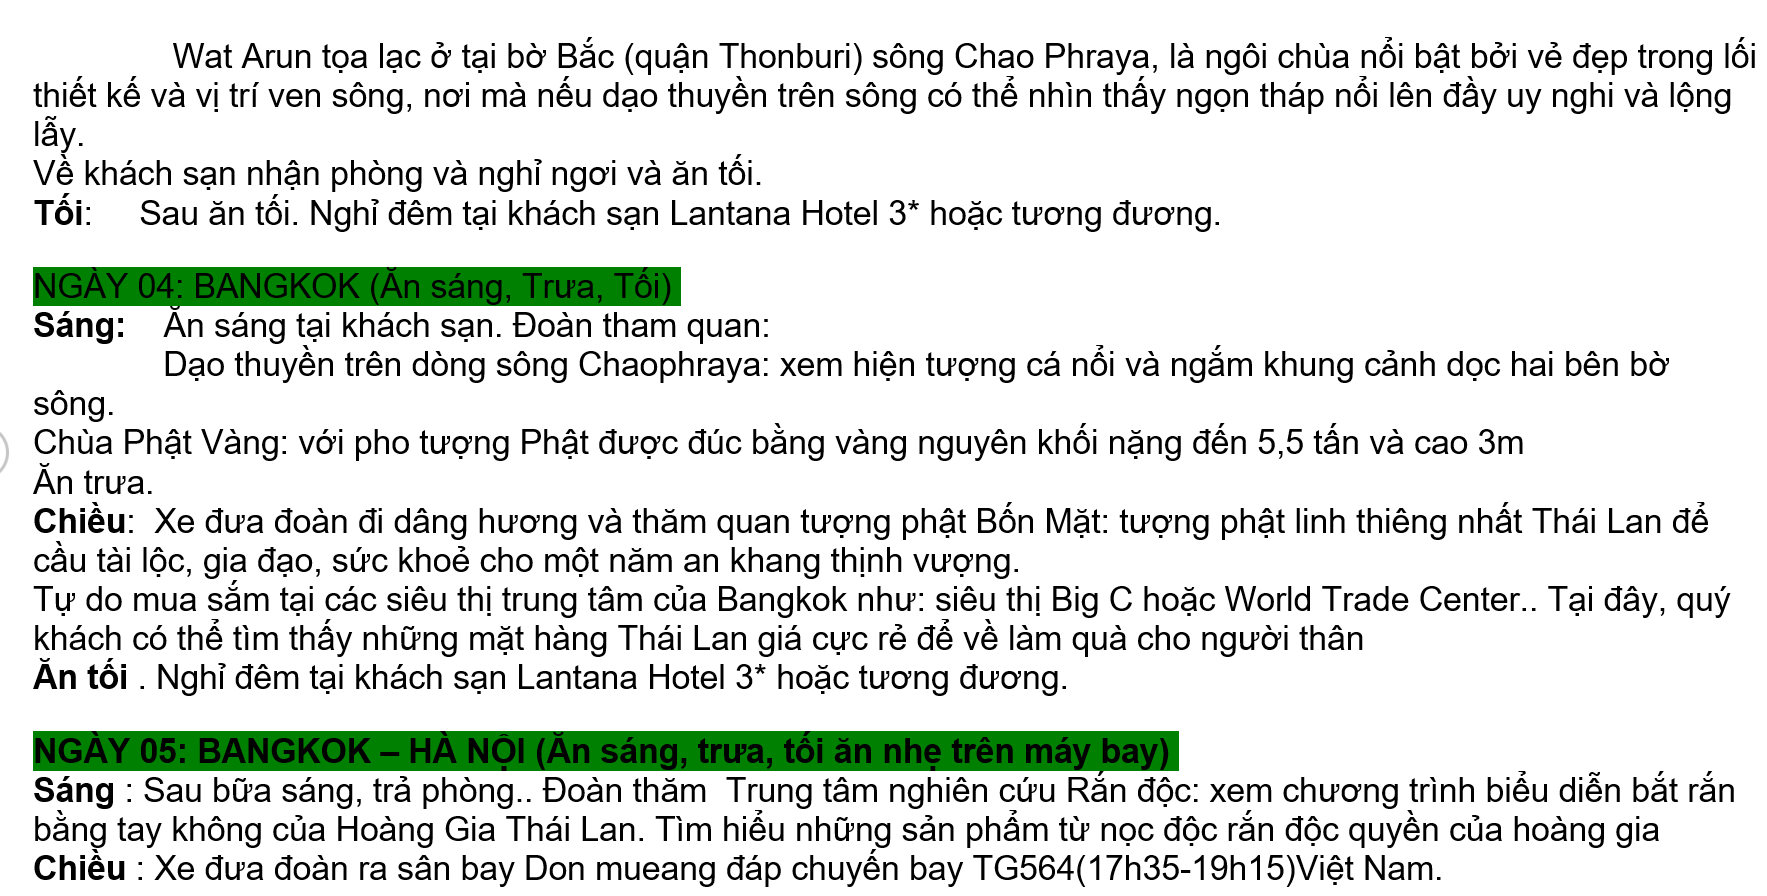 Wat Arun tọa lạc ở tại bờ Bắc (quận Thonburi) sông Chao Phraya, là ngôi chùa nổi bật bởi vẻ đẹp trong lối
thiết kế và vị trí ven sông, nơi mà nếu dạo thuyền trên sông có thể nhìn thấy ngọn tháp nổi lên đầy uy nghi và lộng
lẫy.
Về khách sạn nhận phòng và nghỉ ngơi và ăn tối.
Tối: Sau ăn tối. Nghỉ đêm tại khách sạn Lantana Hotel 3* hoặc tương đương.
NGÀY 04: BANGKOK (Ăn sáng, Trưa, Tối)
Sáng: Ăn sáng tại khách sạn. Đoàn tham quan:
Dạo thuyền trên dòng sông Chaophraya: xem hiện tượng cá nổi và ngắm khung cảnh dọc hai bên bờ
sông.
Chùa Phật Vàng: với pho tượng Phật được đúc bằng vàng nguyên khối nặng đến 5,5 tấn và cao 3m
Ăn trưa.
Chiều: Xe đưa đoàn đi dâng hương và thăm quan tượng phật Bốn Mặt: tượng phật linh thiêng nhất Thái Lan để
cầu tài lộc, gia đạo, sức khoẻ cho một năm an khang thịnh vượng.
Tự do mua sắm tại các siêu thị trung tâm của Bangkok như: siêu thị Big C hoặc World Trade Center.. Tại đây, quý
khách có thể tìm thấy những mặt hàng Thái Lan giá cực rẻ để về làm quà cho người thân
Ăn tối . Nghỉ đêm tại khách sạn Lantana Hotel 3* hoặc tương đương.
NGÀY 05: BANGKOK – HÀ NỘI (Ăn sáng, trưa, tối ăn nhẹ trên máy bay)
Sáng : Sau bữa sáng, trả phòng.. Đoàn thăm  Trung tâm nghiên cứu Rắn độc: xem chương trình biểu diễn bắt rắn
bằng tay không của Hoàng Gia Thái Lan. Tìm hiểu những sản phẩm từ nọc độc rắn độc quyền của hoàng gia
Chiều : Xe đưa đoàn ra sân bay Don mueang đáp chuyến bay TG564(17h35-19h15)Việt Nam.